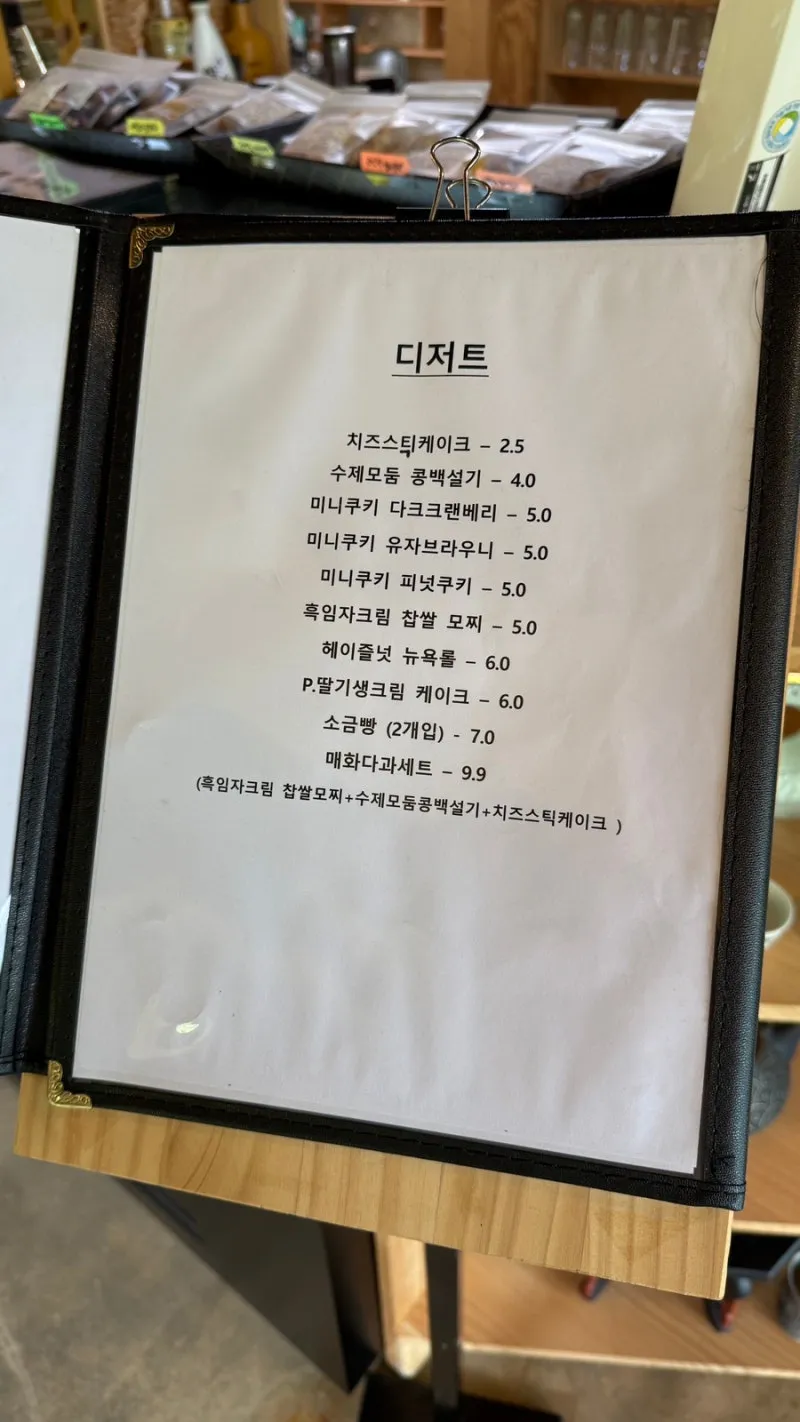 디저트
치즈스틱케이크 – 2.5
수제모둠 콩백설기 – 4.0
미니쿠키 다크크랜베리 – 5.0
미니쿠키 유자브라우니 – 5.0
미니쿠키 피넛쿠키 – 5.0
흑임자크림 찹쌀 모찌 – 5.0
헤이즐넛 뉴욕롤 – 6.0
P.딸기생크림 케이크 – 6.0
소금빵 (2개입) - 7.0
매화다과세트 – 9.9
(흑임자크림 찹쌀모찌+수제모둠콩백설기+치즈스틱케이크 )